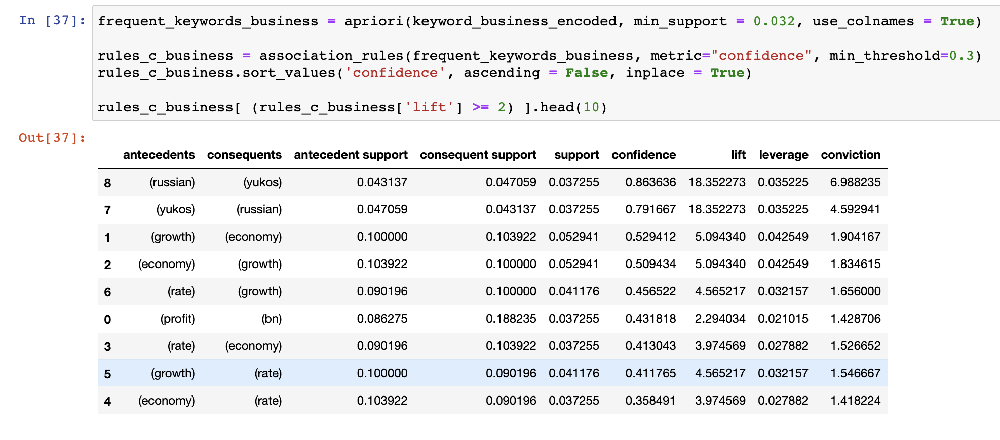 In [37]: frequent_keywords_business = apriori(keyword_business_encoded, min_support = 0.032, use_colnames = True)
rules_c_business = association_rules(frequent_keywords_business, metric="confidence", min_threshold=0.3)
rules_c_business.sort_values('confidence', ascending = False, inplace = True)
rules_c_business[ (rules_c_business['lift'] >= 2) ].head(10)
Out[37]:
antecedents consequents antecedent support consequent support support confidence lift leverage conviction
8 (russian) (yukos) 0.043137 0.047059 0.037255 0.863636 18.352273 0.035225 6.988235
7 (yukos) (russian) 0.047059 0.043137 0.037255 0.791667 18.352273 0.035225 4.592941
1 (growth) (economy) 0.100000 0.103922 0.052941 0.529412 5.094340 0.042549 1.904167
2 (economy) (growth) 0.103922 0.100000 0.052941 0.509434 5.094340 0.042549 1.834615
6 (rate) (growth) 0.090196 0.100000 0.041176 0.456522 4.565217 0.032157 1.656000
0 (profit) (bn) 0.086275 0.188235 0.037255 0.431818 2.294034 0.021015 1.428706
3 (rate) (economy) 0.090196 0.103922 0.037255 0.413043 3.974569 0.027882 1.526652
5 (growth) (rate) 0.100000 0.090196 0.041176 0.411765 4.565217 0.032157 1.546667
4 (economy) (rate) 0.103922 0.090196 0.037255 0.358491 3.974569 0.027882 1.418224